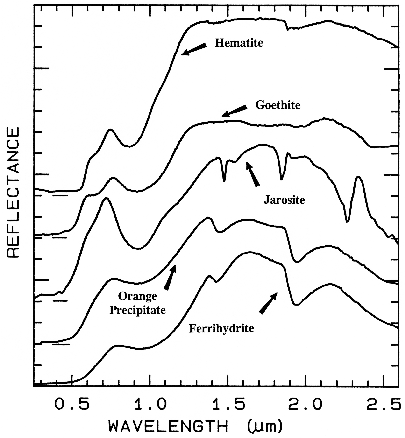 Hematite
Goethite
Jarosite
Orange
Precipitate
Ferrihydrite
REFLECTANCE
0.5 1.0 1.5 2.0 2.5
WAVELENGTH (μm)